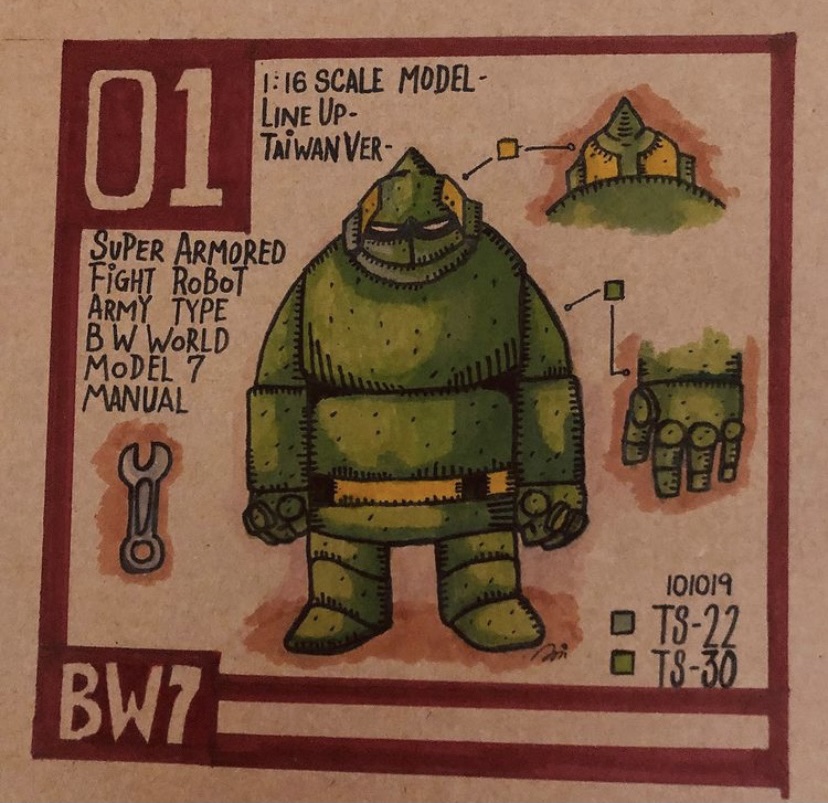 01
1:16 SCALE MODEL-
LINE UP-
TAIWAN VER-
SUPER ARMORED
FIGHT ROBOT
ARMY TYPE
BW WORLD
MODEL 7
MANUAL
101019
TS-22
TS-30
BW7